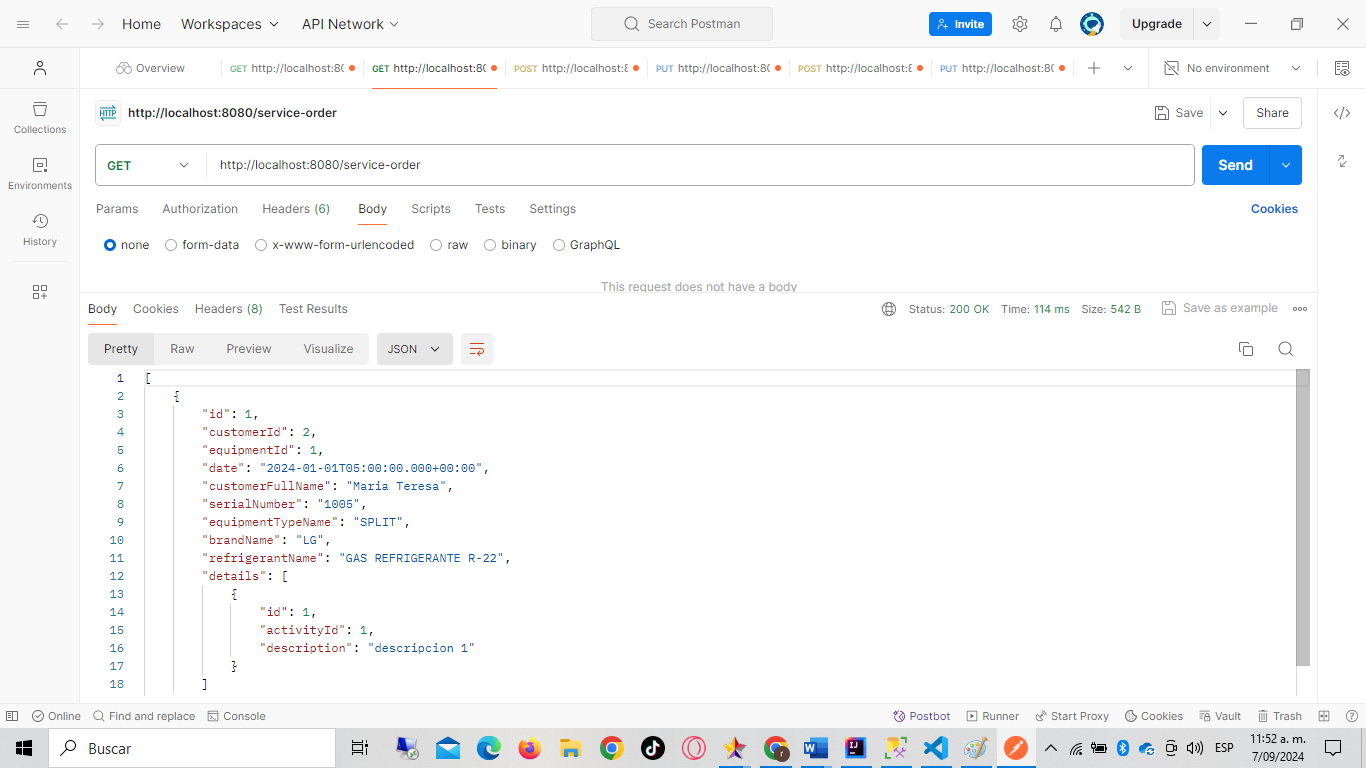 Home Workspaces API Network Search Postman Invite Upgrade
Overview GET http://localhost:80 GET http://localhost:80 POST http://localhost:8 PUT http://localhost:80 POST http://localhost:80 PUT http://localhost:80 No environment
HTTP http://localhost:8080/service-order Save Share
Collections
GET http://localhost:8080/service-order Send
Environments
Params Authorization Headers (6) Body Scripts Tests Settings Cookies
History
none form-data x-www-form-urlencoded raw binary GraphQL
This request does not have a body
Body Cookies Headers (8) Test Results Status: 200 OK Time: 114 ms Size: 542 B Save as example
Pretty Raw Preview Visualize JSON
1 [
2 {
3 "id": 1,
4 "customerId": 2,
5 "equipmentId": 1,
6 "date": "2024-01-01T05:00:00.000+00:00",
7 "customerFullName": "Maria Teresa",
8 "serialNumber": "1005",
9 "equipmentTypeName": "SPLIT",
10 "brandName": "LG",
11 "refrigerantName": "GAS REFRIGERANTE R-22",
12 "details": [
13 {
14 "id": 1,
15 "activityId": 1,
16 "description": "descripcion 1"
17 }
18 ]
Online Find and replace Console Postbot Runner Start Proxy Cookies Vault Trash
Buscar ESP 11:52 a. m.
7/09/2024